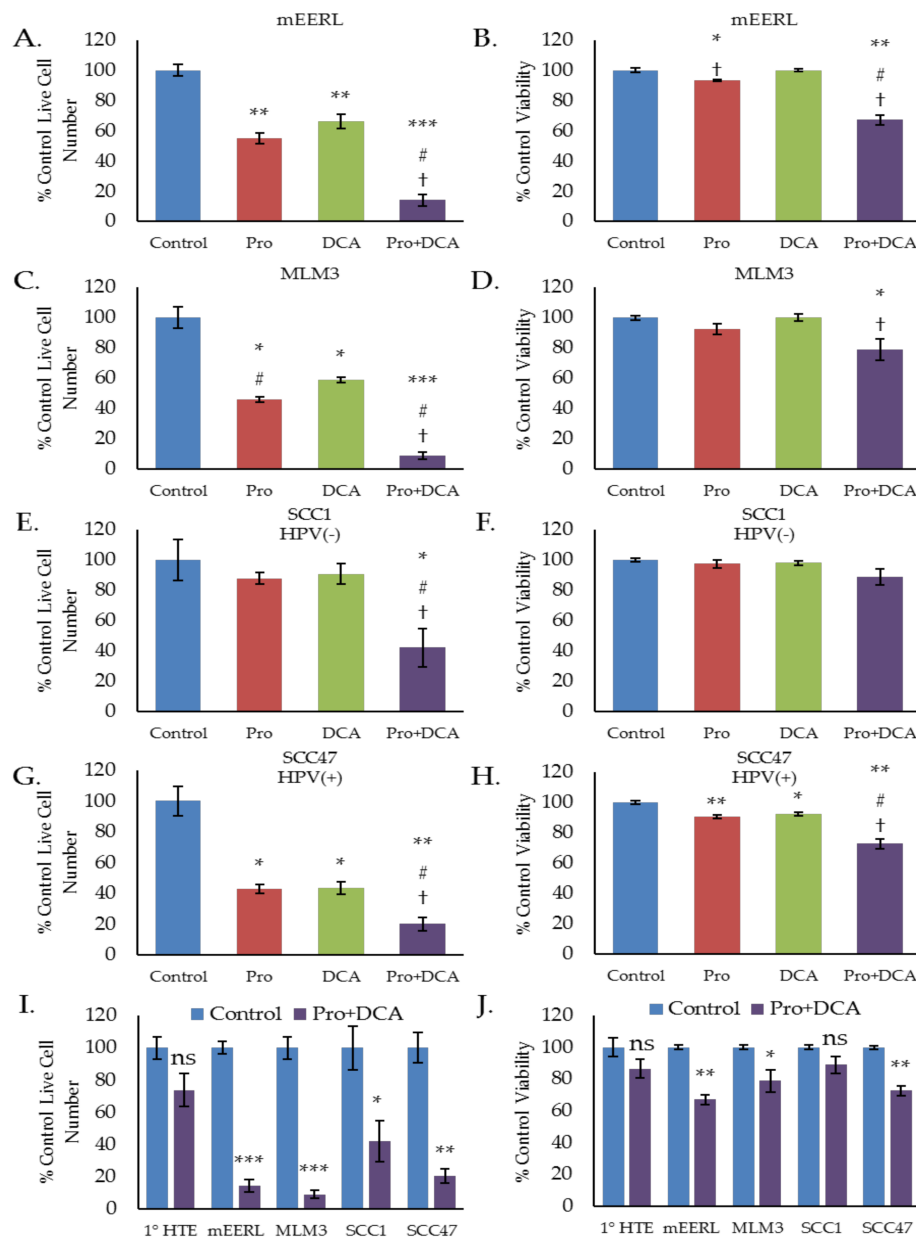 A.
mEERL
% Control Live Cell
Number
120
100
80
60
40
20
0
**
**
***
#
†
Control Pro DCA Pro+DCA
B.
mEERL
% Control Viability
120
100
80
60
40
20
0
*
†
**
#
†
Control Pro DCA Pro+DCA
C.
MLM3
% Control Live Cell
Number
120
100
80
60
40
20
0
*
#
*
***
#
†
Control Pro DCA Pro+DCA
D.
MLM3
% Control Viability
120
100
80
60
40
20
0
*
†
Control Pro DCA Pro+DCA
E.
SCC1
HPV(-)
% Control Live Cell
Number
120
100
80
60
40
20
0
*
#
†
Control Pro DCA Pro+DCA
F.
SCC1
HPV(-)
% Control Viability
120
100
80
60
40
20
0
Control Pro DCA Pro+DCA
G.
SCC47
HPV(+)
% Control Live Cell
Number
120
100
80
60
40
20
0
*
*
**
#
†
Control Pro DCA Pro+DCA
H.
SCC47
HPV(+)
% Control Viability
120
100
80
60
40
20
0
**
*
**
#
†
Control Pro DCA Pro+DCA
I.
Control Pro+DCA
% Control Live Cell
Number
120
100
80
60
40
20
0
ns
***
***
*
**
1° HTE mEERL MLM3 SCC1 SCC47
J.
Control Pro+DCA
% Control Viability
120
100
80
60
40
20
0
ns
**
*
ns
**
1° HTE mEERL MLM3 SCC1 SCC47